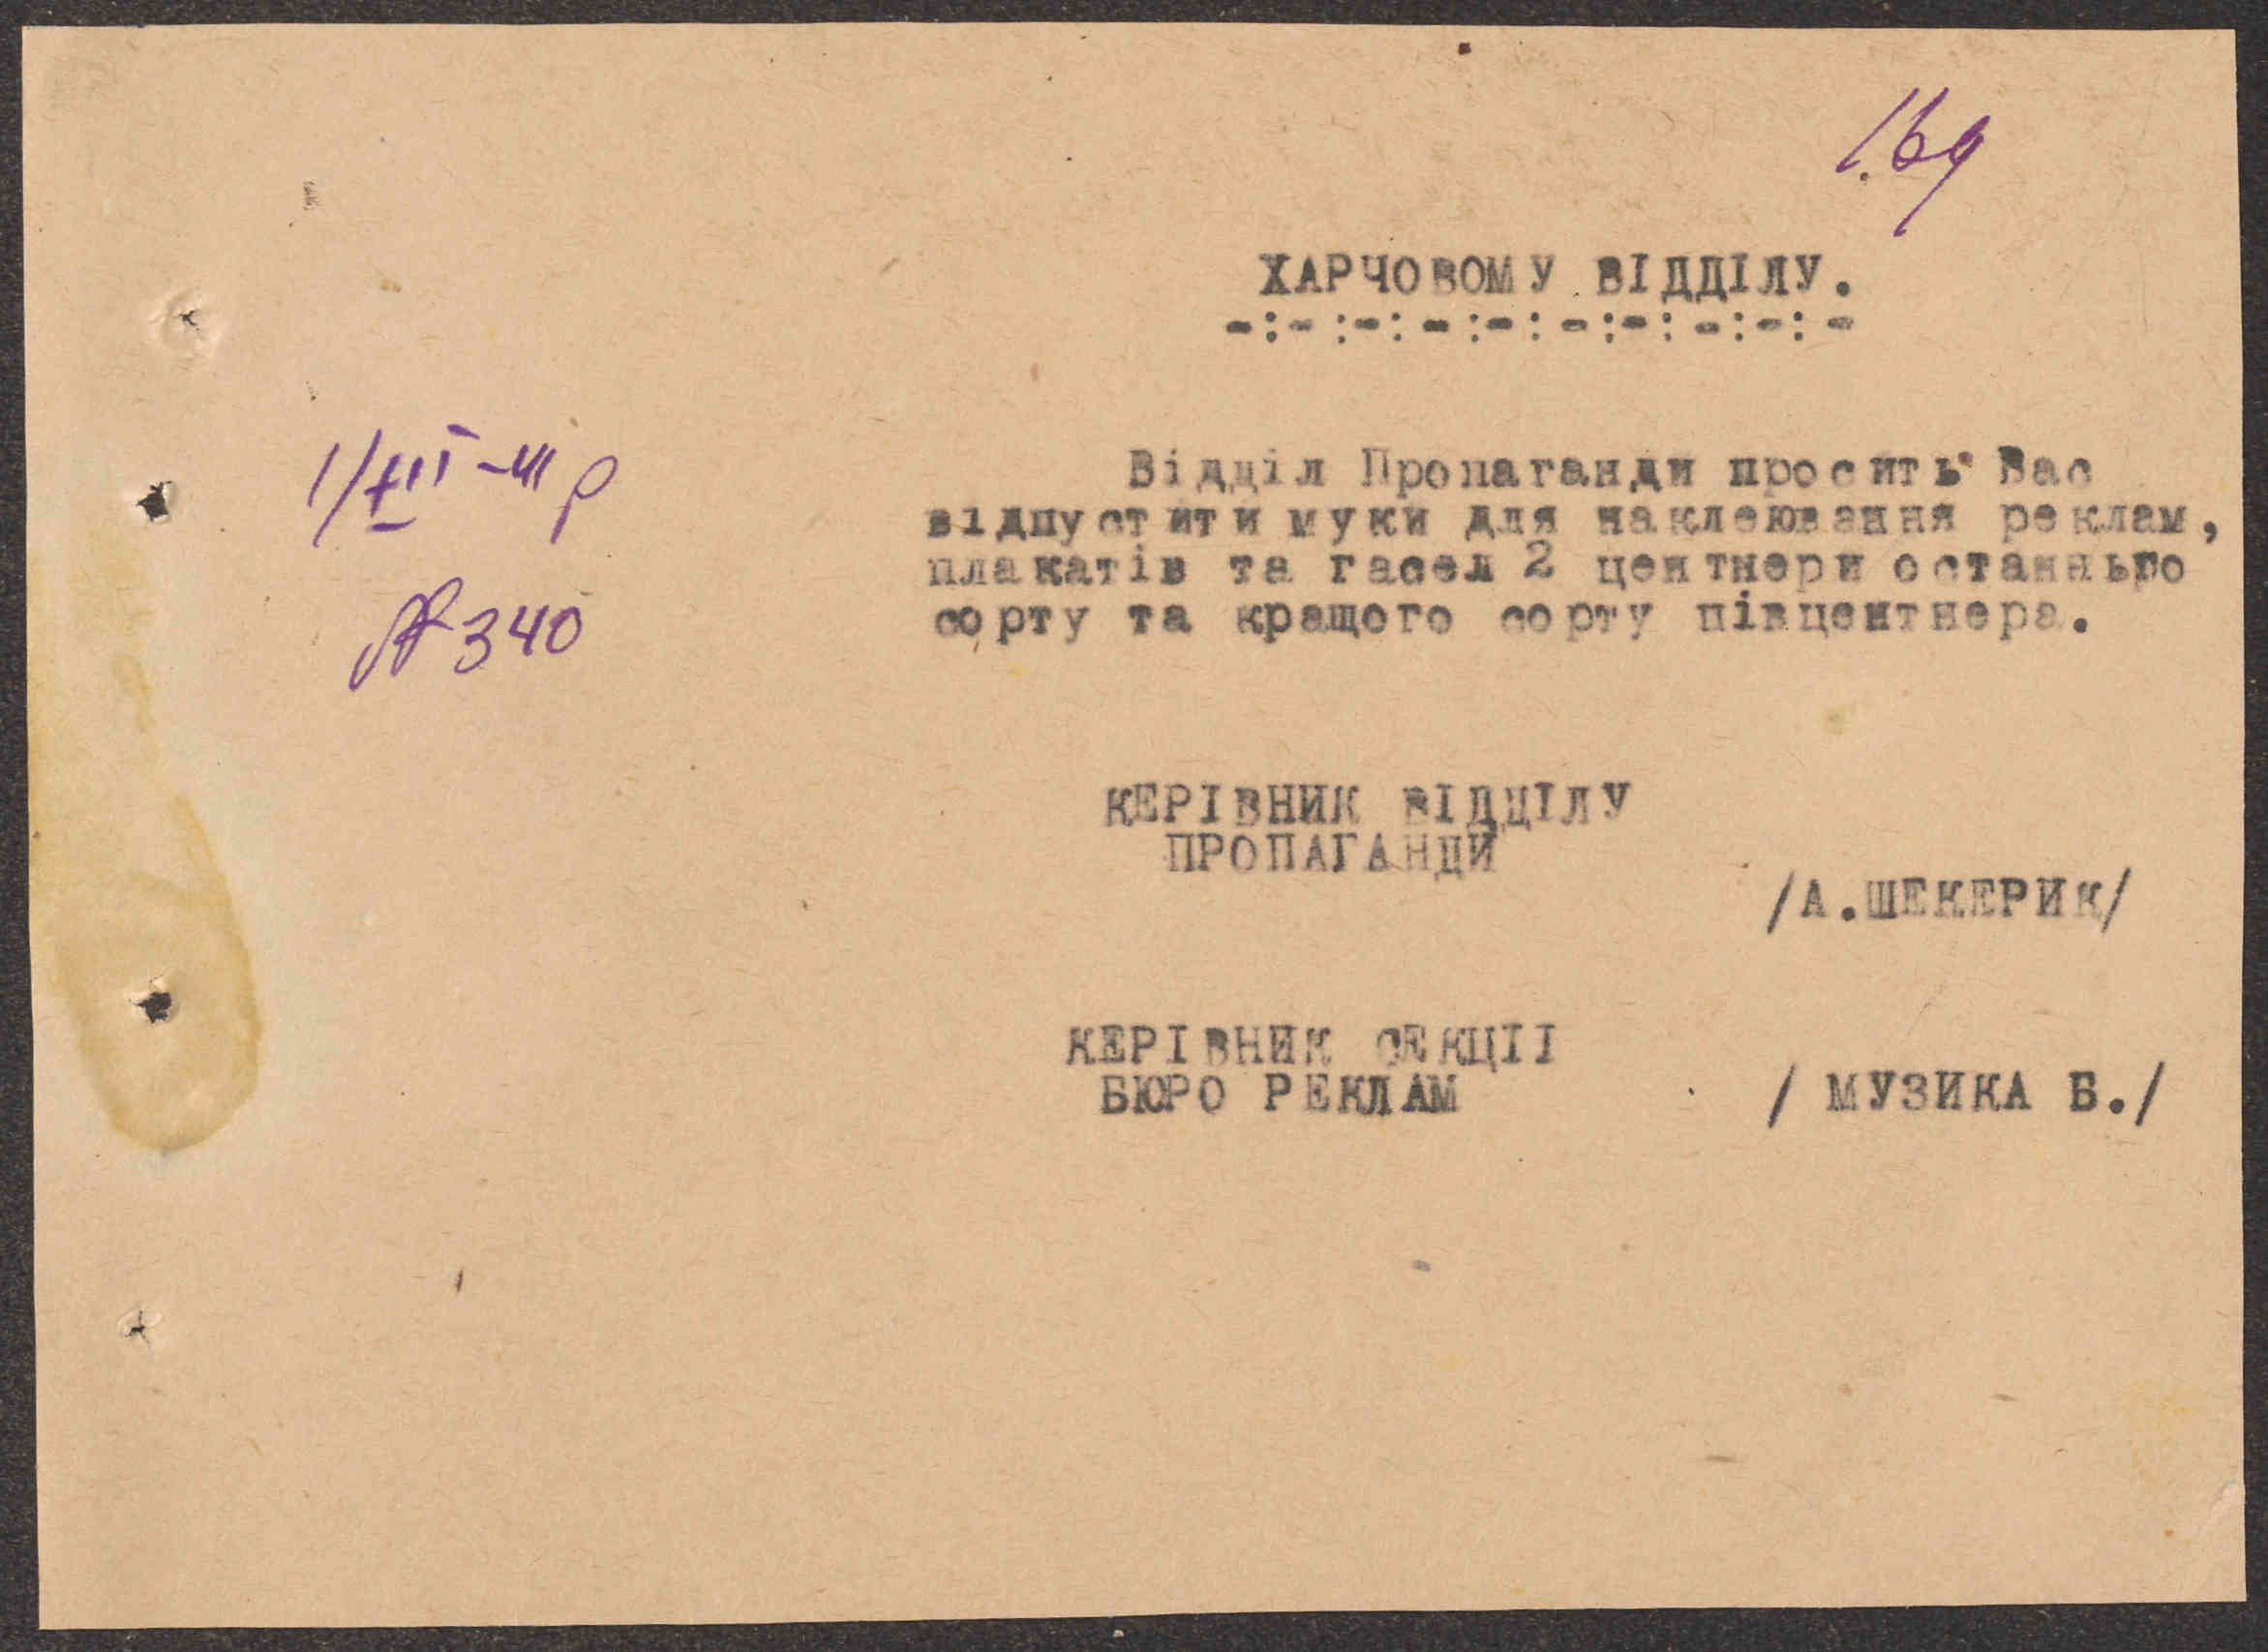 169
ХАРЧОВОМУ ВІДДІЛУ.
-:-:-:-:-:-:-:-:-:-
1/XII-41 р
№ 340
Відділ Пропаганди просить Вас
відпустити муки для наклеювання реклам,
плакатів та гасел 2 центнери останнього
сорту та кращого сорту півцентнера.
КЕРІВНИК ВІДДІЛУ
ПРОПАГАНДИ
/А.ШЕКЕРИК/
КЕРІВНИК СЕКЦІІ
БЮРО РЕКЛАМ / МУЗИКА Б./